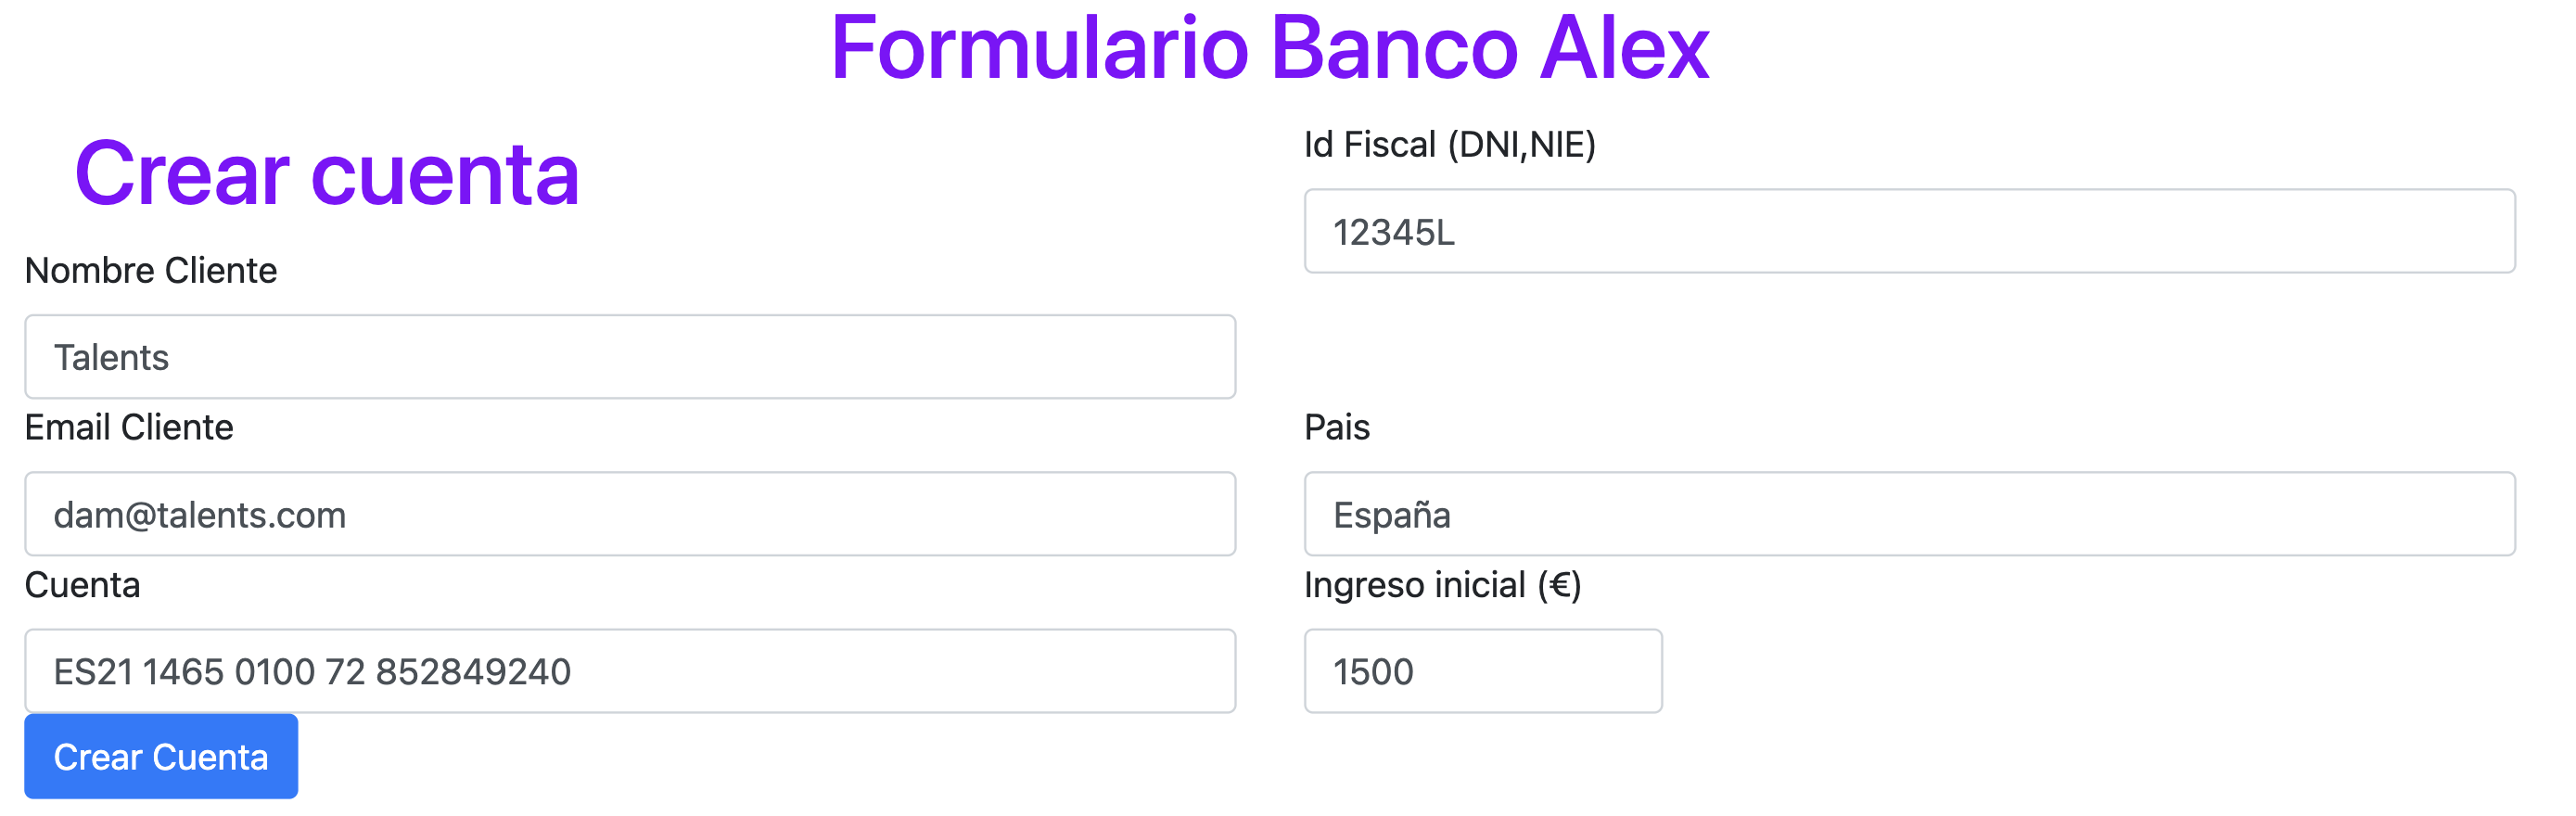 Formulario Banco Alex
Crear cuenta
Id Fiscal (DNI,NIE)
12345L
Nombre Cliente
Talents
Email Cliente
dam@talents.com
Pais
España
Cuenta
ES21 1465 0100 72 852849240
Ingreso inicial (€)
1500
Crear Cuenta